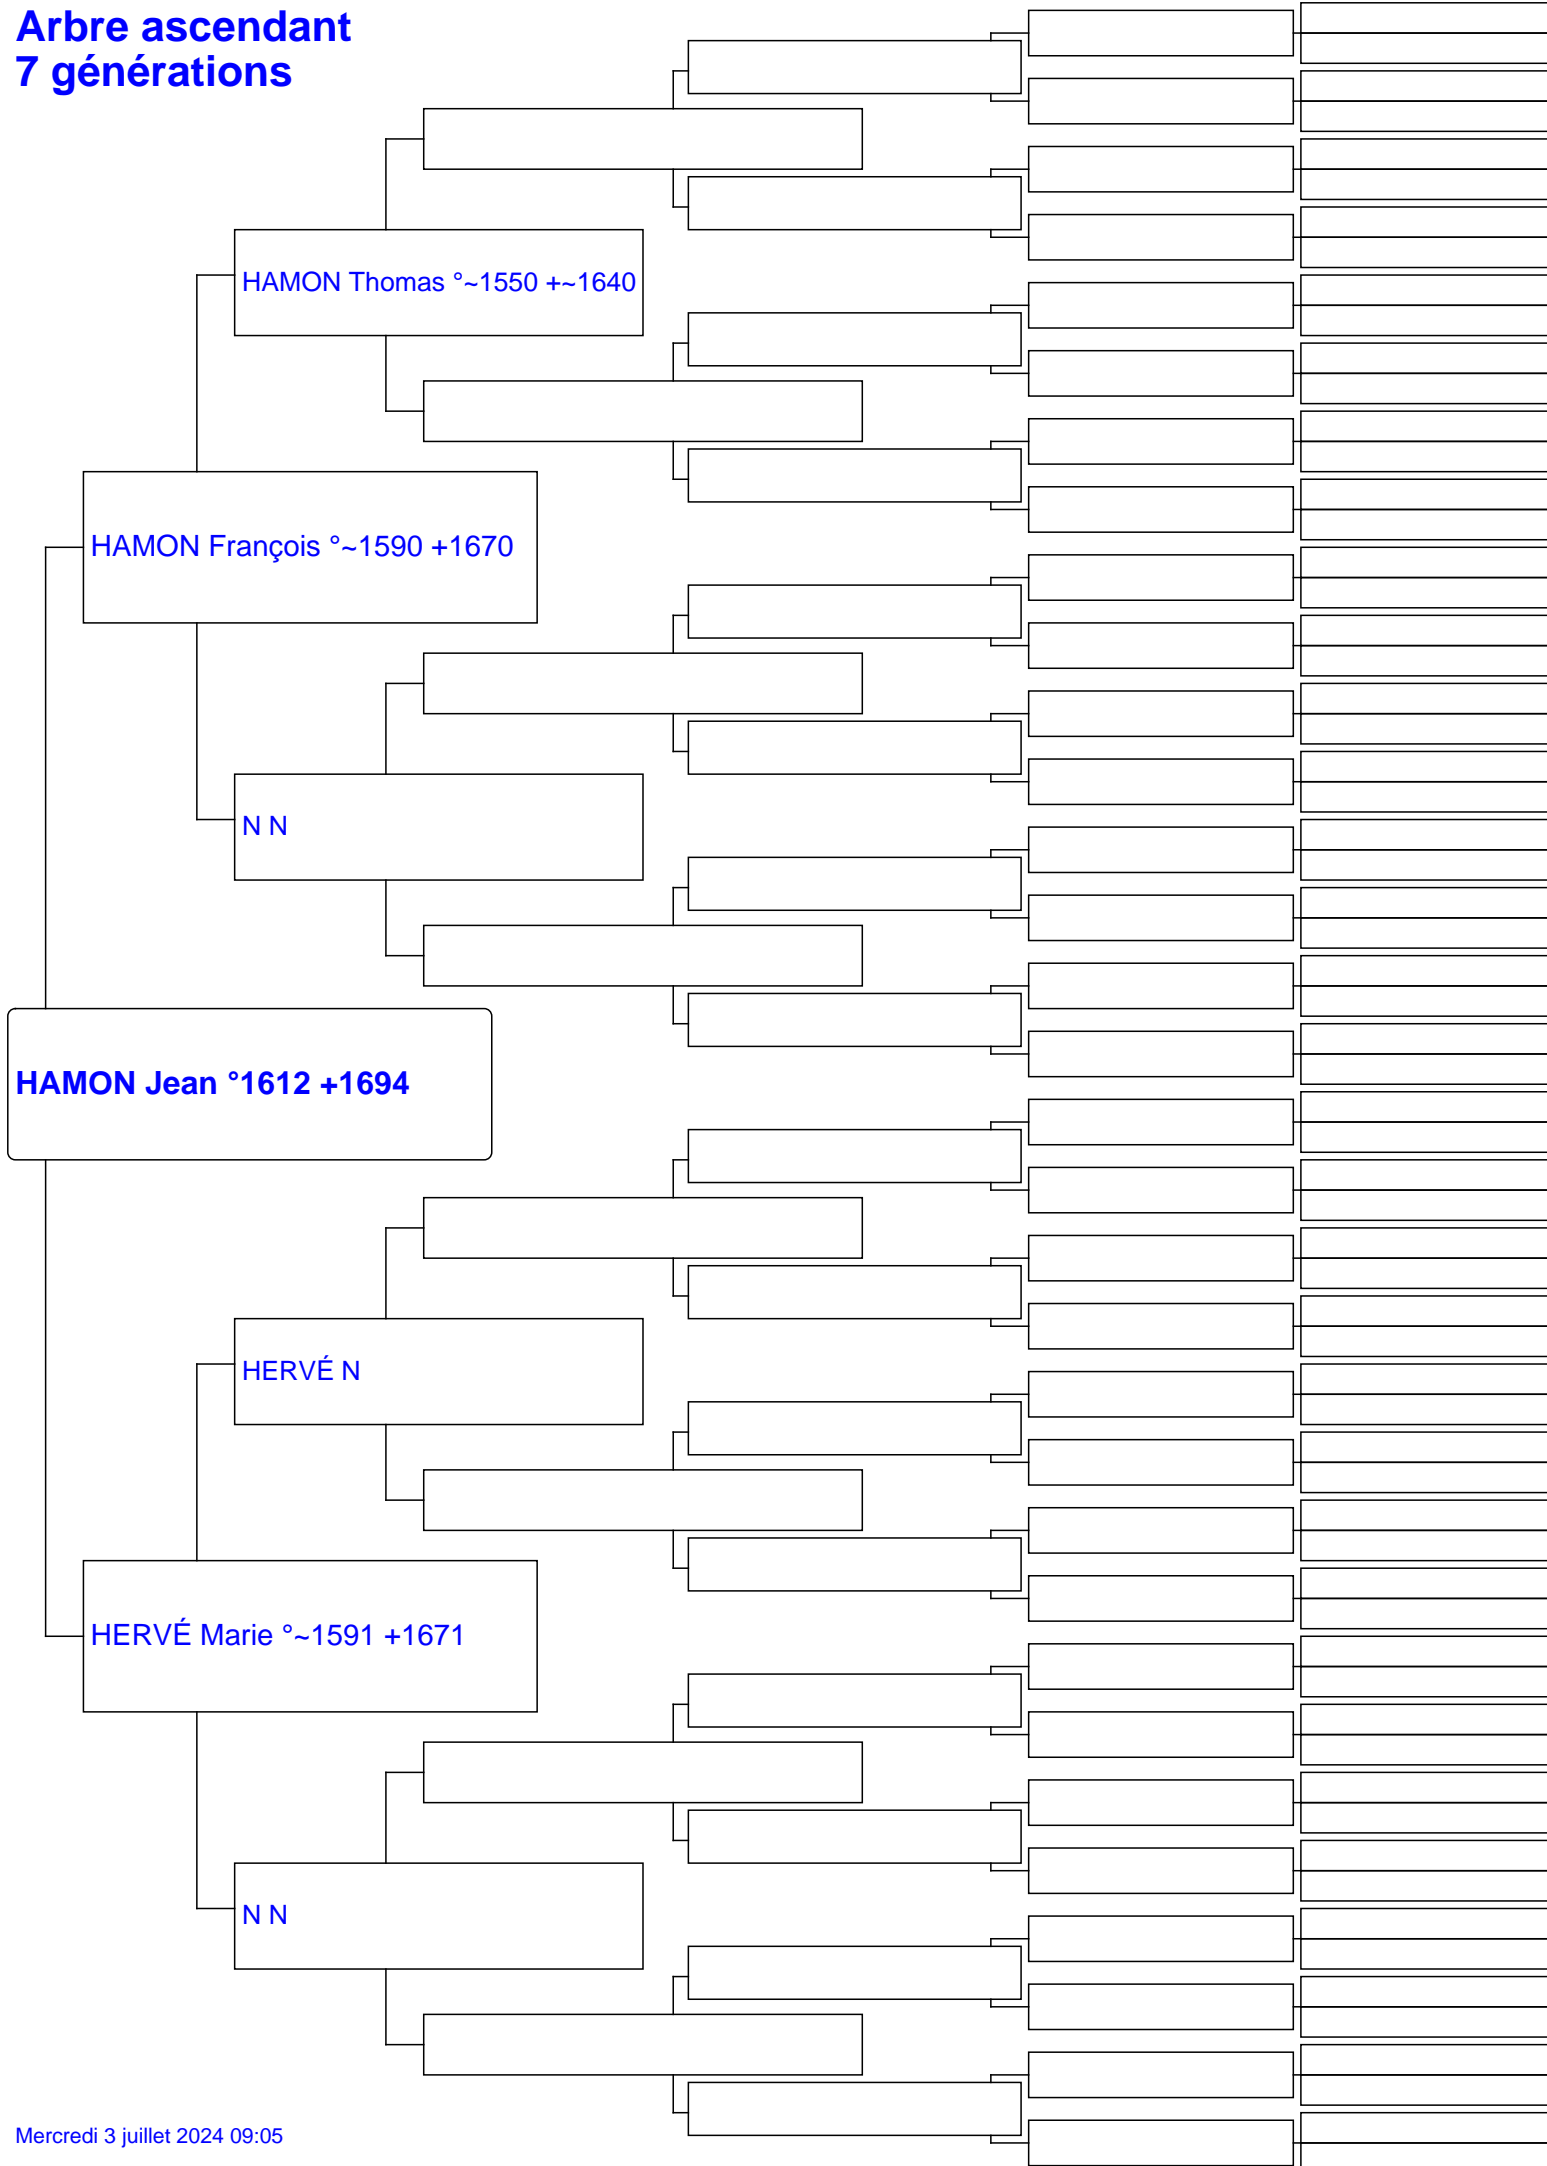 Arbre ascendant
7 générations
HAMON Thomas °~1550 +~1640
HAMON François °~1590 +1670
N N
HAMON Jean °1612 +1694
HERVÉ N
HERVÉ Marie °~1591 +1671
N N
Mercredi 3 juillet 2024 09:05